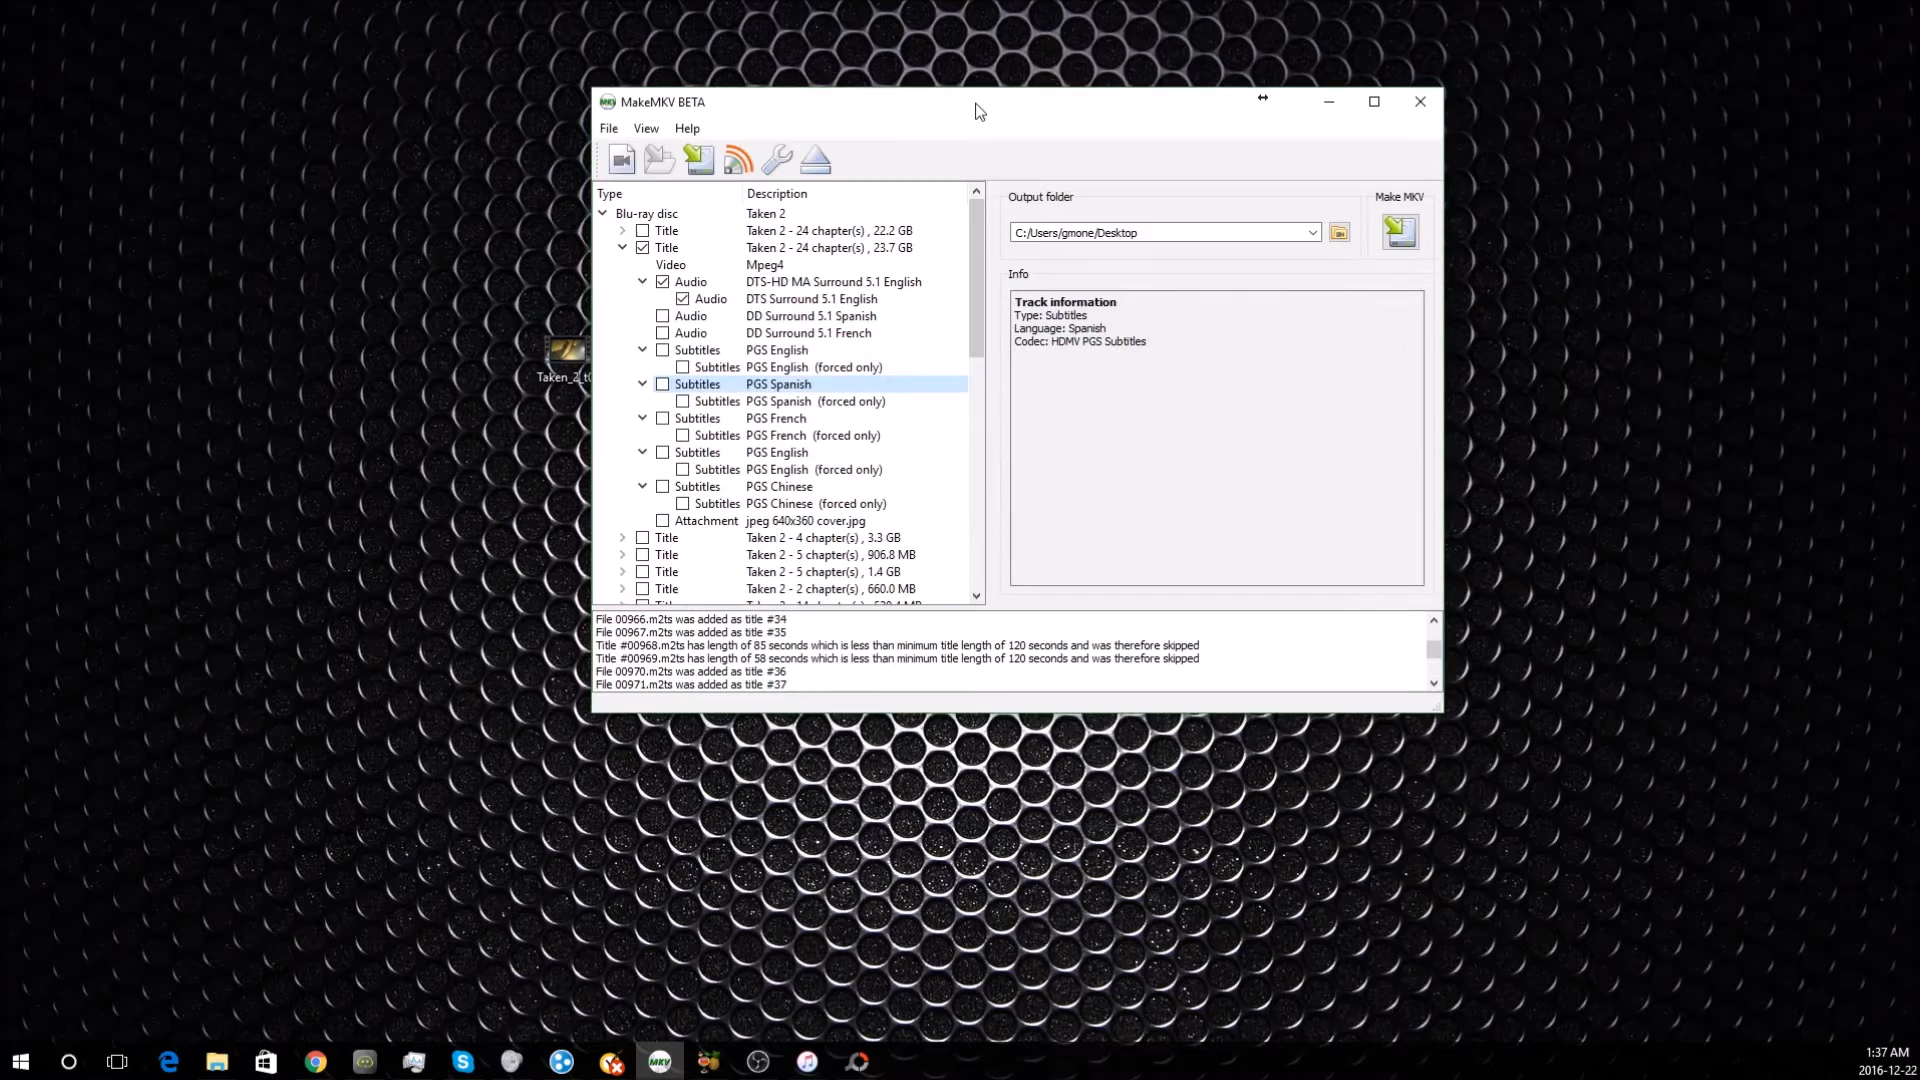 MakeMKV BETA
File View Help
Type Description
Blu-ray disc Taken 2
Title Taken 2 - 24 chapter(s) , 22.2 GB
Title Taken 2 - 24 chapter(s) , 23.7 GB
Video Mpeg4
Audio DTS-HD MA Surround 5.1 English
Audio DTS Surround 5.1 English
Audio DD Surround 5.1 Spanish
Audio DD Surround 5.1 French
Subtitles PGS English
Subtitles PGS English (forced only)
Subtitles PGS Spanish
Subtitles PGS Spanish (forced only)
Subtitles PGS French
Subtitles PGS French (forced only)
Subtitles PGS English
Subtitles PGS English (forced only)
Subtitles PGS Chinese
Subtitles PGS Chinese (forced only)
Attachment jpeg 640x360 cover.jpg
Title Taken 2 - 4 chapter(s) , 3.3 GB
Title Taken 2 - 5 chapter(s) , 906.8 MB
Title Taken 2 - 5 chapter(s) , 1.4 GB
Title Taken 2 - 2 chapter(s) , 660.0 MB
Output folder
C:/Users/gmone/Desktop
Make MKV
Info
Track information
Type: Subtitles
Language: Spanish
Codec: HDMV PGS Subtitles
File 00966.m2ts was added as title #34
File 00967.m2ts was added as title #35
Title #00968.m2ts has length of 85 seconds which is less than minimum title length of 120 seconds and was therefore skipped
Title #00969.m2ts has length of 58 seconds which is less than minimum title length of 120 seconds and was therefore skipped
File 00970.m2ts was added as title #36
File 00971.m2ts was added as title #37
Taken_2_t0
MKV
1:37 AM
2016-12-22